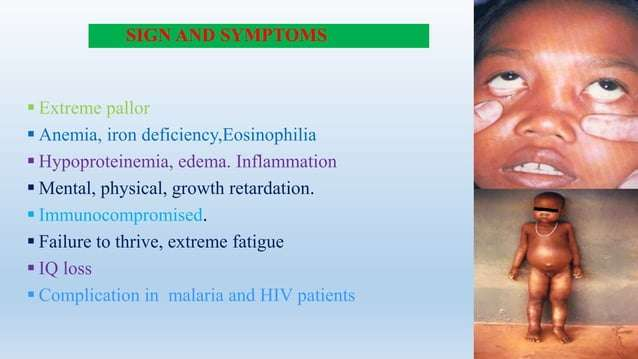 SIGN AND SYMPTOMS
Extreme pallor
Anemia, iron deficiency,Eosinophilia
Hypoproteinemia, edema. Inflammation
Mental, physical, growth retardation.
Immunocompromised.
Failure to thrive, extreme fatigue
IQ loss
Complication in malaria and HIV patients